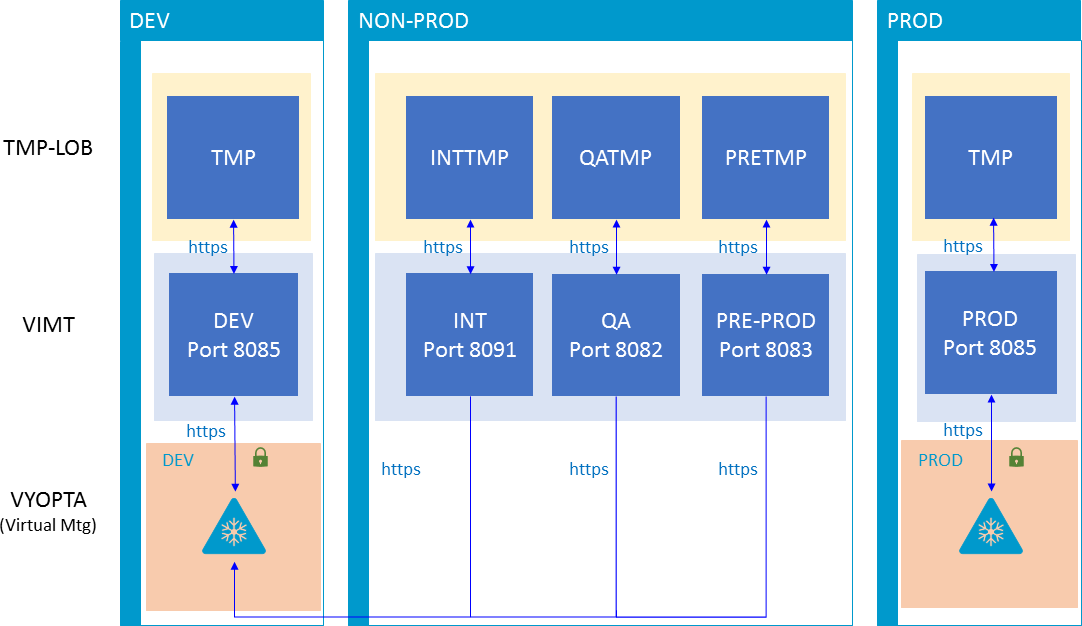 DEV
NON-PROD
PROD
TMP-LOB
TMP
INTTMP
QATMP
PRETMP
TMP
https
https
https
https
https
VIMT
DEV
Port 8085
INT
Port 8091
QA
Port 8082
PRE-PROD
Port 8083
PROD
Port 8085
https
https
DEV
https
https
https
PROD
VYOPTA
(Virtual Mtg)